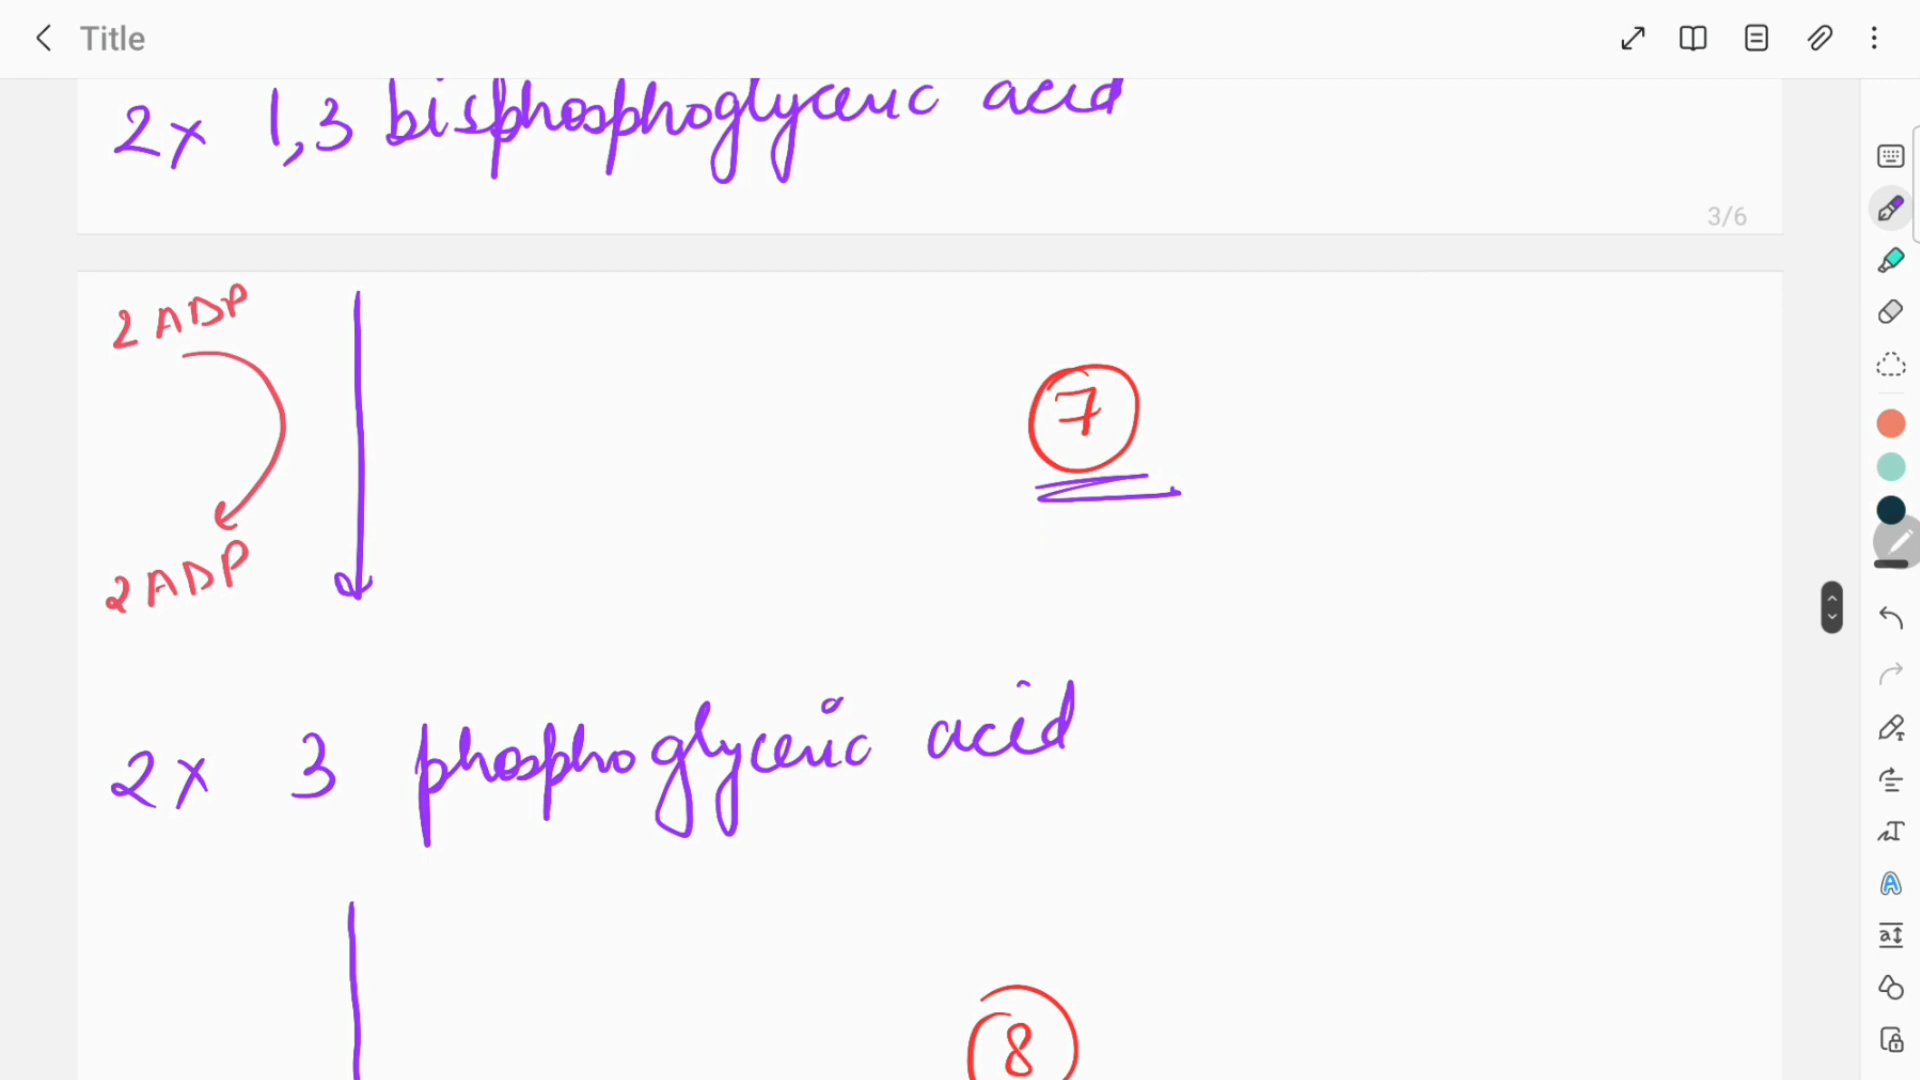 Title
2x 1,3 bisphosphoglyceric acid
3/6
2 ADP
7
2 ADP
2x 3 phosphoglyceric acid
8